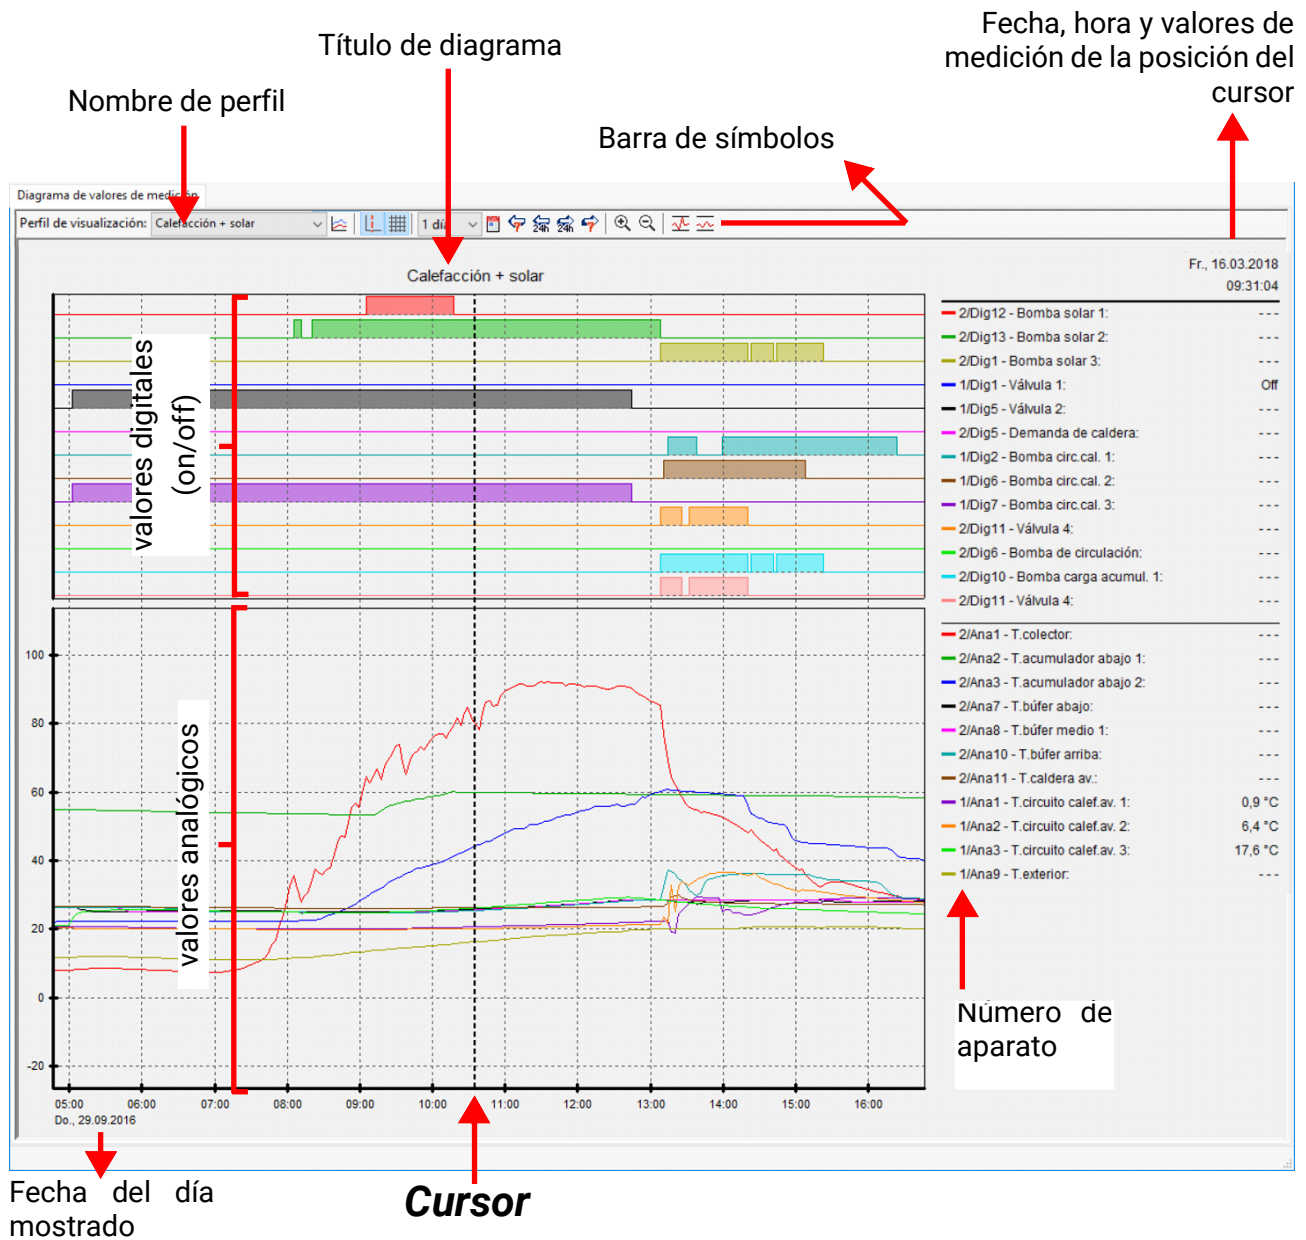 Título de diagrama
Fecha, hora y valores de
medición de la posición del
cursor
Nombre de perfil
Barra de símbolos
Diagrama de valores de medición
Perfil de visualización: Calefacción + solar
1 día
24h 24h
Calefacción + solar
Fr., 16.03.2018
09:31:04
valores digitales
(on/off)
2/Dig12 - Bomba solar 1: ---
2/Dig13 - Bomba solar 2: ---
2/Dig1 - Bomba solar 3: ---
1/Dig1 - Válvula 1: Off
1/Dig5 - Válvula 2: ---
2/Dig5 - Demanda de caldera: ---
1/Dig2 - Bomba circ.cal. 1: ---
1/Dig6 - Bomba circ.cal. 2: ---
1/Dig7 - Bomba circ.cal. 3: ---
2/Dig11 - Válvula 4: ---
2/Dig6 - Bomba de circulación: ---
2/Dig10 - Bomba carga acumul. 1: ---
2/Dig11 - Válvula 4: ---
valores analógicos
100
80
60
40
20
0
-20
2/Ana1 - T.colector: ---
2/Ana2 - T.acumulador abajo 1: ---
2/Ana3 - T.acumulador abajo 2: ---
2/Ana7 - T.búfer abajo: ---
2/Ana8 - T.búfer medio 1: ---
2/Ana10 - T.búfer arriba: ---
2/Ana11 - T.caldera av.: ---
1/Ana1 - T.circuito calef.av. 1: 0,9 °C
1/Ana2 - T.circuito calef.av. 2: 6,4 °C
1/Ana3 - T.circuito calef.av. 3: 17,6 °C
1/Ana9 - T.exterior: ---
Número de
aparato
05:00 06:00 07:00 08:00 09:00 10:00 11:00 12:00 13:00 14:00 15:00 16:00
Do., 29.09.2016
Fecha del día
mostrado
Cursor